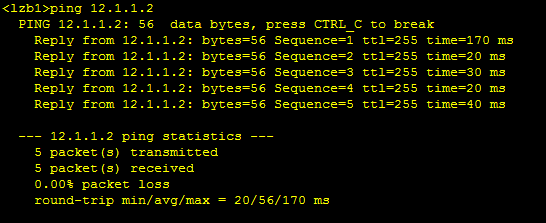 <lzb1>ping 12.1.1.2
PING 12.1.1.2: 56  data bytes, press CTRL_C to break
Reply from 12.1.1.2: bytes=56 Sequence=1 ttl=255 time=170 ms
Reply from 12.1.1.2: bytes=56 Sequence=2 ttl=255 time=20 ms
Reply from 12.1.1.2: bytes=56 Sequence=3 ttl=255 time=30 ms
Reply from 12.1.1.2: bytes=56 Sequence=4 ttl=255 time=20 ms
Reply from 12.1.1.2: bytes=56 Sequence=5 ttl=255 time=40 ms
--- 12.1.1.2 ping statistics ---
5 packet(s) transmitted
5 packet(s) received
0.00% packet loss
round-trip min/avg/max = 20/56/170 ms